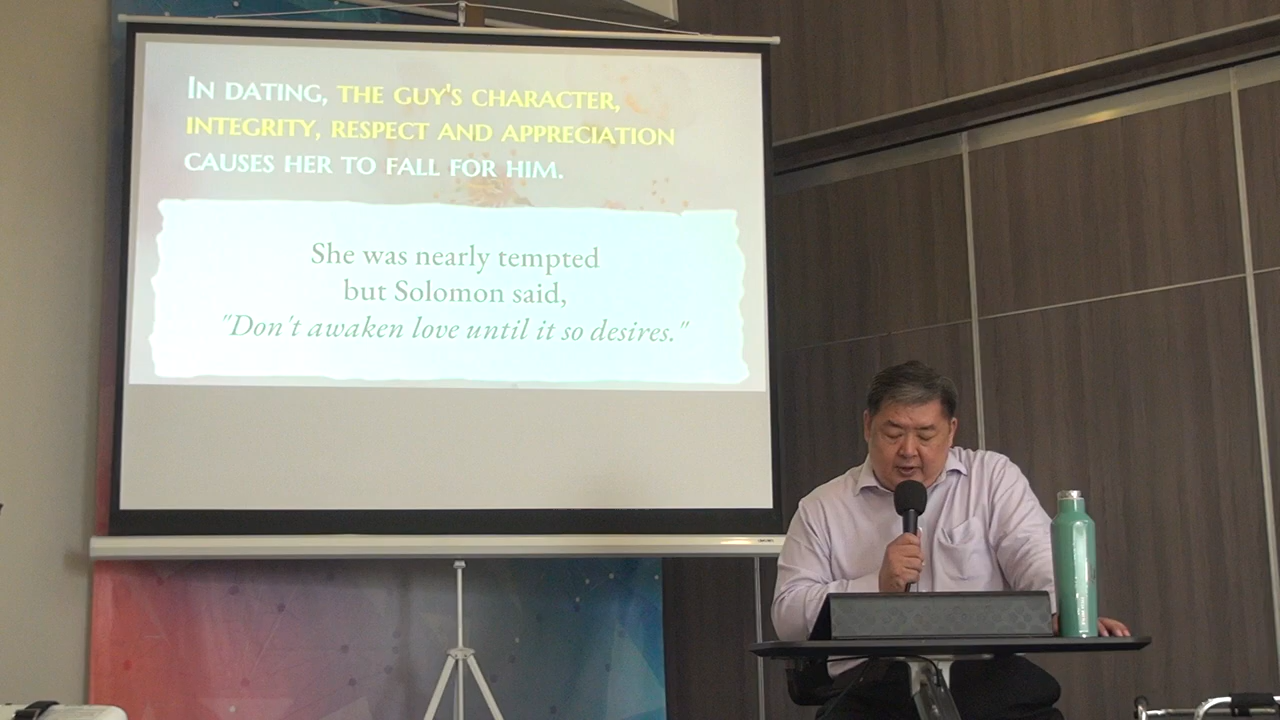 IN DATING, THE GUY'S CHARACTER,
INTEGRITY, RESPECT AND APPRECIATION
CAUSES HER TO FALL FOR HIM.
She was nearly tempted
but Solomon said,
"Don't awaken love until it so desires."